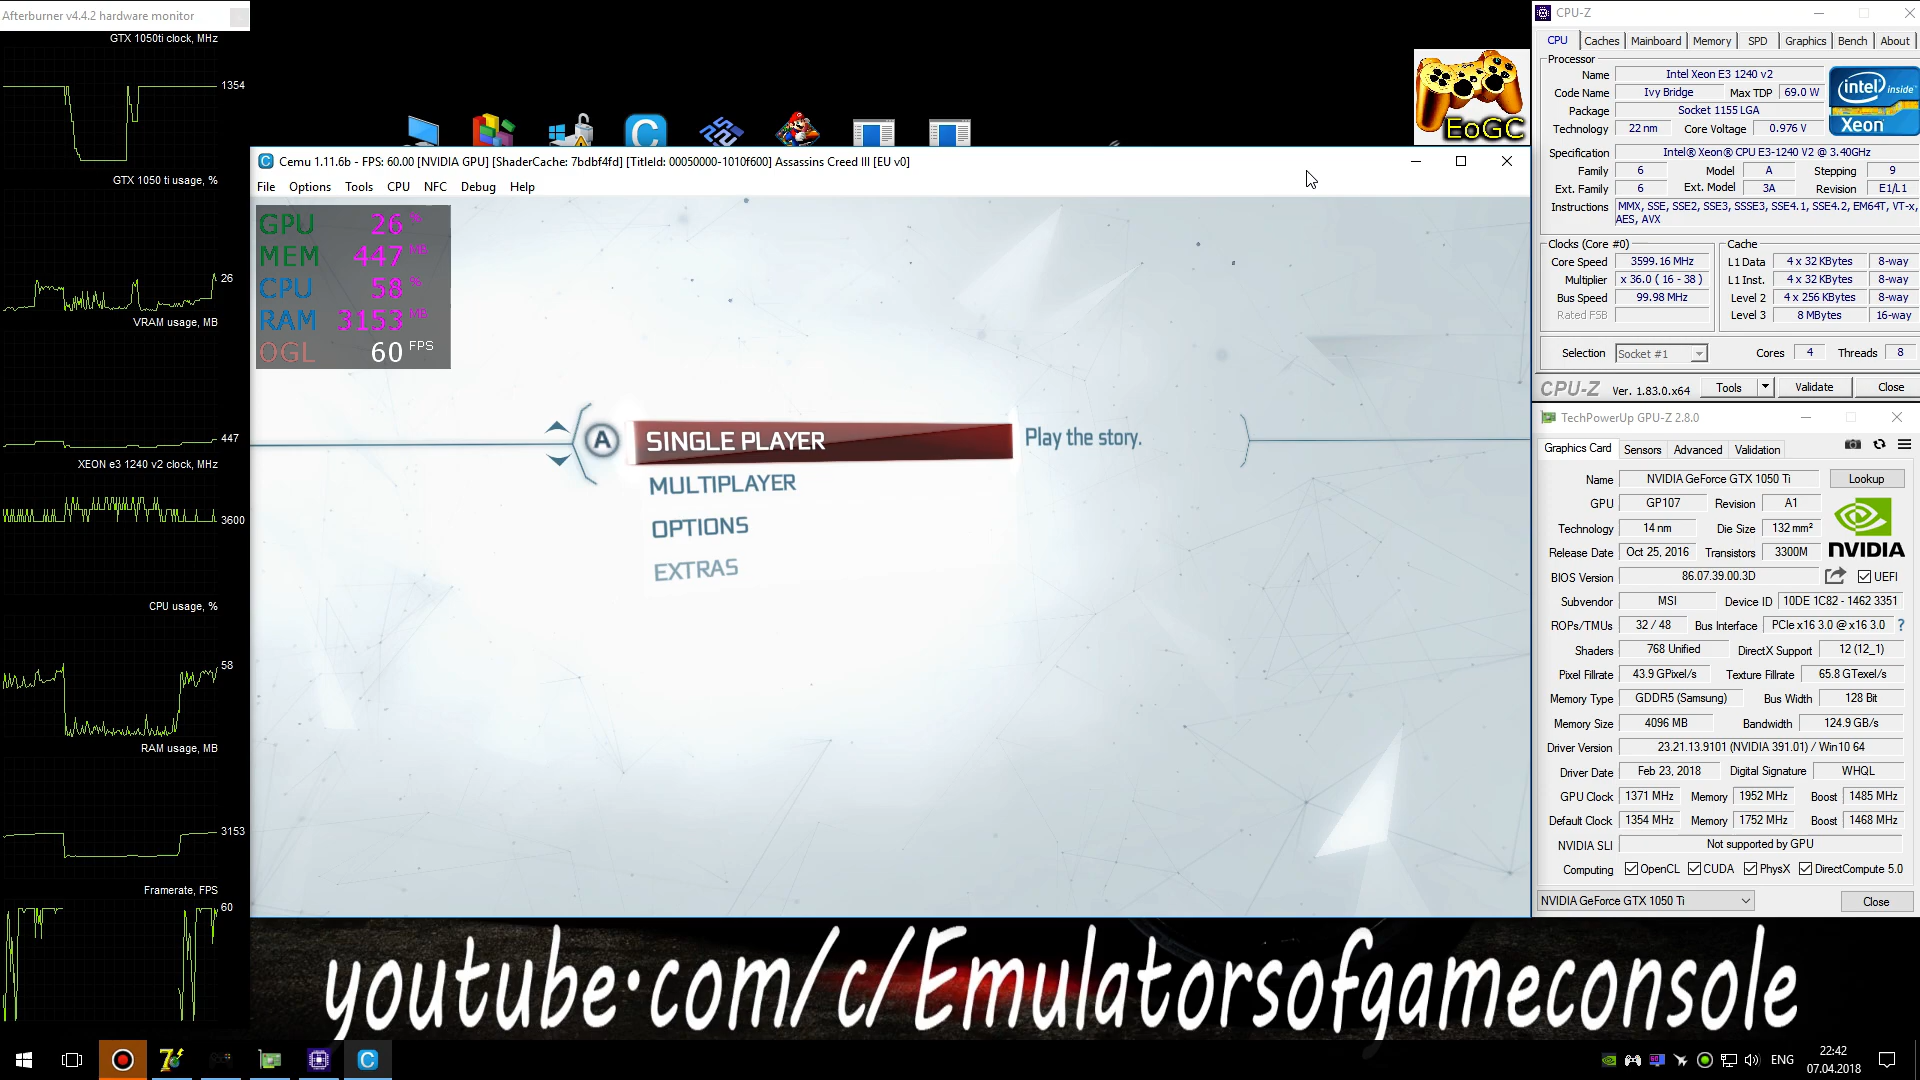 Afterburner v4.4.2 hardware monitor
GTX 1050ti clock, MHz
1354
GTX 1050 ti usage, %
26
VRAM usage, MB
447
XEON e3 1240 v2 clock, MHz
3600
CPU usage, %
58
RAM usage, MB
3153
Framerate, FPS
60
EoGC
Cemu 1.11.6b - FPS: 60.00 [NVIDIA GPU] [ShaderCache: 7bdbf4fd] [TitleId: 00050000-1010f600] Assassins Creed III [EU v0]
File Options Tools CPU NFC Debug Help
GPU 26 %
MEM 447 MB
CPU 58 %
RAM 3153 MB
OGL 60 FPS
A SINGLE PLAYER Play the story.
MULTIPLAYER
OPTIONS
EXTRAS
CPU-Z
CPU Caches Mainboard Memory SPD Graphics Bench About
Processor
Name Intel Xeon E3 1240 v2
Code Name Ivy Bridge Max TDP 69.0 W
Package Socket 1155 LGA
Technology 22 nm Core Voltage 0.976 V
intel inside™
Xeon
Specification Intel® Xeon® CPU E3-1240 V2 @ 3.40GHz
Family 6 Model A Stepping 9
Ext. Family 6 Ext. Model 3A Revision E1/L1
Instructions MMX, SSE, SSE2, SSE3, SSSE3, SSE4.1, SSE4.2, EM64T, VT-x,
AES, AVX
Clocks (Core #0) Cache
Core Speed 3599.16 MHz L1 Data 4 x 32 KBytes 8-way
Multiplier x 36.0 ( 16 - 38 ) L1 Inst. 4 x 32 KBytes 8-way
Bus Speed 99.98 MHz Level 2 4 x 256 KBytes 8-way
Rated FSB Level 3 8 MBytes 16-way
Selection Socket #1 Cores 4 Threads 8
CPU-Z Ver. 1.83.0.x64 Tools Validate Close
TechPowerUp GPU-Z 2.8.0
Graphics Card Sensors Advanced Validation
Name NVIDIA GeForce GTX 1050 Ti Lookup
GPU GP107 Revision A1
Technology 14 nm Die Size 132 mm²
Release Date Oct 25, 2016 Transistors 3300M
NVIDIA
BIOS Version 86.07.39.00.3D UEFI
Subvendor MSI Device ID 10DE 1C82 - 1462 3351
ROPs/TMUs 32 / 48 Bus Interface PCIe x16 3.0 @ x16 3.0 ?
Shaders 768 Unified DirectX Support 12 (12_1)
Pixel Fillrate 43.9 GPixel/s Texture Fillrate 65.8 GTexel/s
Memory Type GDDR5 (Samsung) Bus Width 128 Bit
Memory Size 4096 MB Bandwidth 124.9 GB/s
Driver Version 23.21.13.9101 (NVIDIA 391.01) / Win10 64
Driver Date Feb 23, 2018 Digital Signature WHQL
GPU Clock 1371 MHz Memory 1952 MHz Boost 1485 MHz
Default Clock 1354 MHz Memory 1752 MHz Boost 1468 MHz
NVIDIA SLI Not supported by GPU
Computing OpenCL CUDA PhysX DirectCompute 5.0
NVIDIA GeForce GTX 1050 Ti Close
youtube.com/c/Emulatorsofgameconsole
ENG
22:42
07.04.2018